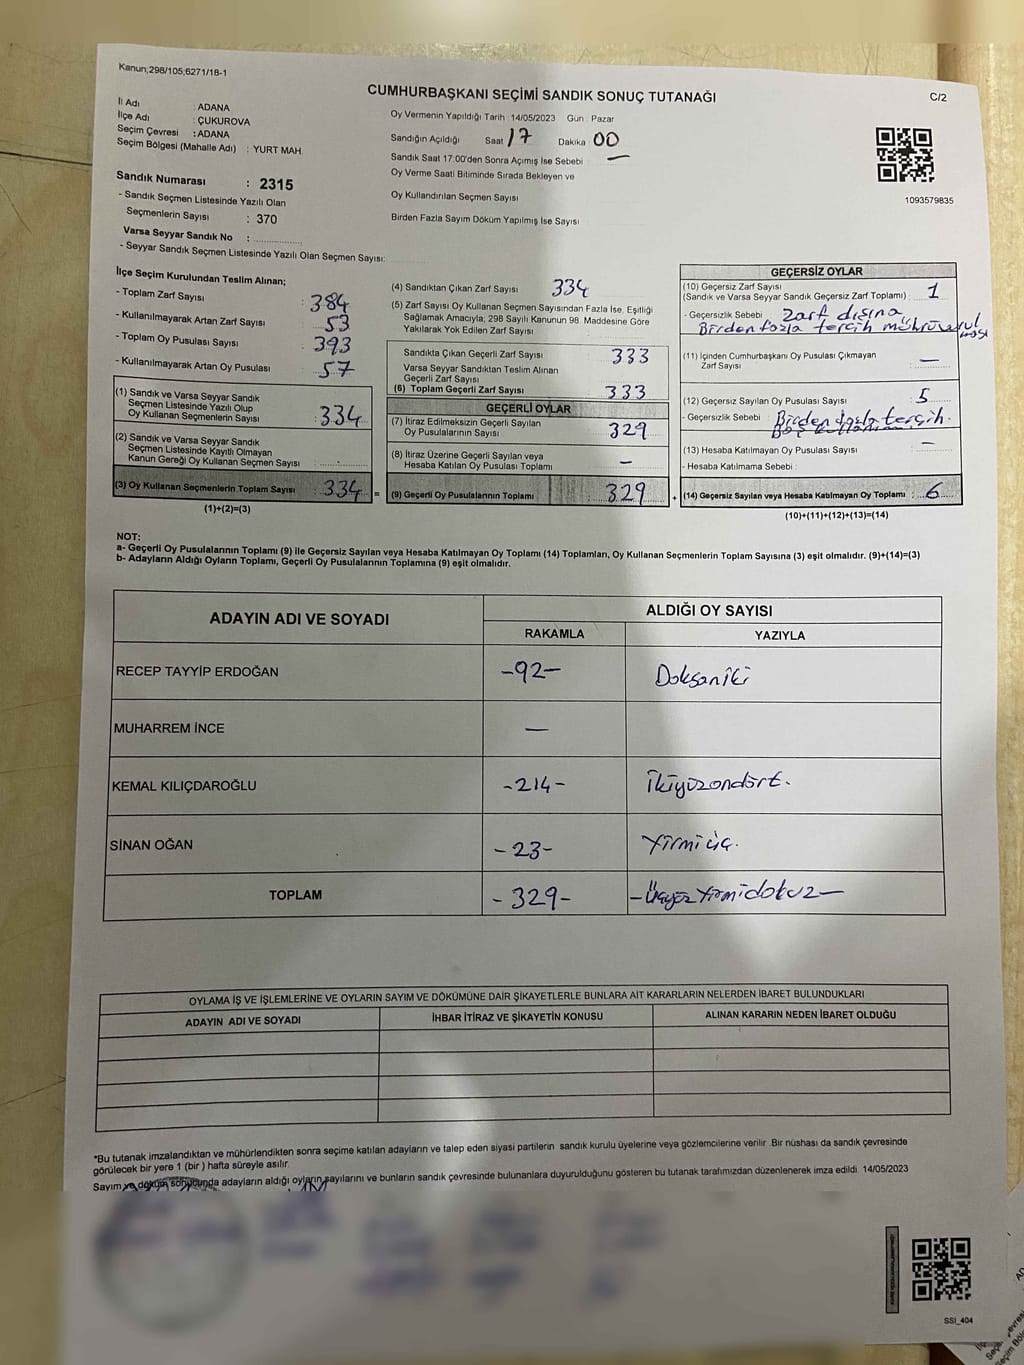 Kanun;298/105,6271/18-1
CUMHURBAŞKANI SEÇİMİ SANDIK SONUÇ TUTANAĞI
C/2
İl Adı : ADANA
İlçe Adı : ÇUKUROVA
Seçim Çevresi : ADANA
Seçim Bölgesi (Mahalle Adı) : YURT MAH.
Oy Vermenin Yapıldığı Tarih : 14/05/2023 Gün : Pazar
Sandığın Açıldığı Saat 17 Dakika 00
Sandık Saat 17.00'den Sonra Açımış İse Sebebi —
Oy Verme Saati Bitiminde Sırada Bekleyen ve
Oy Kullandırılan Seçmen Sayısı
Birden Fazla Sayım Döküm Yapılmış İse Sayısı
1093579835
Sandık Numarası : 2315
- Sandık Seçmen Listesinde Yazılı Olan
Seçmenlerin Sayısı : 370
Varsa Seyyar Sandık No :
- Seyyar Sandık Seçmen Listesinde Yazılı Olan Seçmen Sayısı:
İlçe Seçim Kurulundan Teslim Alınan;
- Toplam Zarf Sayısı : 384
- Kullanılmayarak Artan Zarf Sayısı : 53
- Toplam Oy Pusulası Sayısı : 393
- Kullanılmayarak Artan Oy Pusulası : 57
(1) Sandık ve Varsa Seyyar Sandık
Seçmen Listesinde Yazılı Olup
Oy Kullanan Seçmenlerin Sayısı : 334
(2) Sandık ve Varsa Seyyar Sandık
Seçmen Listesinde Kayıtlı Olmayan
Kanun Gereği Oy Kullanan Seçmen Sayısı :
(3) Oy Kullanan Seçmenlerin Toplam Sayısı : 334 =
(1)+(2)=(3)
(4) Sandıktan Çıkan Zarf Sayısı 334
(5) Zarf Sayısı Oy Kullanan Seçmen Sayısından Fazla İse, Eşitliği
Sağlamak Amacıyla; 298 Sayılı Kanunun 98. Maddesine Göre
Yakılarak Yok Edilen Zarf Sayısı
Sandıkta Çıkan Geçerli Zarf Sayısı 333
Varsa Seyyar Sandıktan Teslim Alınan
Geçerli Zarf Sayısı
(6) Toplam Geçerli Zarf Sayısı 333
GEÇERLİ OYLAR
(7) İtiraz Edilmeksizin Geçerli Sayılan
Oy Pusulalarının Sayısı 329
(8) İtiraz Üzerine Geçerli Sayılan veya
Hesaba Katılan Oy Pusulası Toplamı —
(9) Geçerli Oy Pusulalarının Toplamı 329 +
GEÇERSİZ OYLAR
(10) Geçersiz Zarf Sayısı
(Sandık ve Varsa Seyyar Sandık Geçersiz Zarf Toplamı) : 1
- Geçersizlik Sebebi : Zarf dışına
Birden fazla tercih
(11) İçinden Cumhurbaşkanı Oy Pusulası Çıkmayan
Zarf Sayısı —
(12) Geçersiz Sayılan Oy Pusulası Sayısı : 5
- Geçersizlik Sebebi : Birden fazla tercih.
(13) Hesaba Katılmayan Oy Pusulası Sayısı : —
- Hesaba Katılmama Sebebi :
(14) Geçersiz Sayılan veya Hesaba Katılmayan Oy Toplamı : 6
(10)+(11)+(12)+(13)=(14)
NOT:
a- Geçerli Oy Pusulalarının Toplamı (9) ile Geçersiz Sayılan veya Hesaba Katılmayan Oy Toplamı (14) Toplamları, Oy Kullanan Seçmenlerin Toplam Sayısına (3) eşit olmalıdır. (9)+(14)=(3)
b- Adayların Aldığı Oyların Toplamı, Geçerli Oy Pusulalarının Toplamına (9) eşit olmalıdır.
ADAYIN ADI VE SOYADI
ALDIĞI OY SAYISI
RAKAMLA YAZIYLA
RECEP TAYYİP ERDOĞAN -92- Doksaniki
MUHARREM İNCE —
KEMAL KILIÇDAROĞLU -214- İkiyüzondört.
SİNAN OĞAN -23- Yirmiüç.
TOPLAM -329- -Üçyüz Yirmidokuz-
OYLAMA İŞ VE İŞLEMLERİNE VE OYLARIN SAYIM VE DÖKÜMÜNE DAİR ŞİKAYETLERLE BUNLARA AİT KARARLARIN NELERDEN İBARET BULUNDUKLARI
ADAYIN ADI VE SOYADI İHBAR İTİRAZ VE ŞİKAYETİN KONUSU ALINAN KARARIN NEDEN İBARET OLDUĞU
*Bu tutanak imzalandıktan ve mühürlendikten sonra seçime katılan adayların ve talep eden siyasi partilerin sandık kurulu üyelerine veya gözlemcilerine verilir .Bir nüshası da sandık çevresinde
görülecek bir yere 1 (bir ) hafta süreyle asılır.
Sayım ve döküm sonucunda adayların aldığı oyların sayılarını ve bunların sandık çevresinde bulunanlara duyurulduğunu gösteren bu tutanak tarafımızdan düzenlenerek imza edildi. 14/05/2023
SSI_404